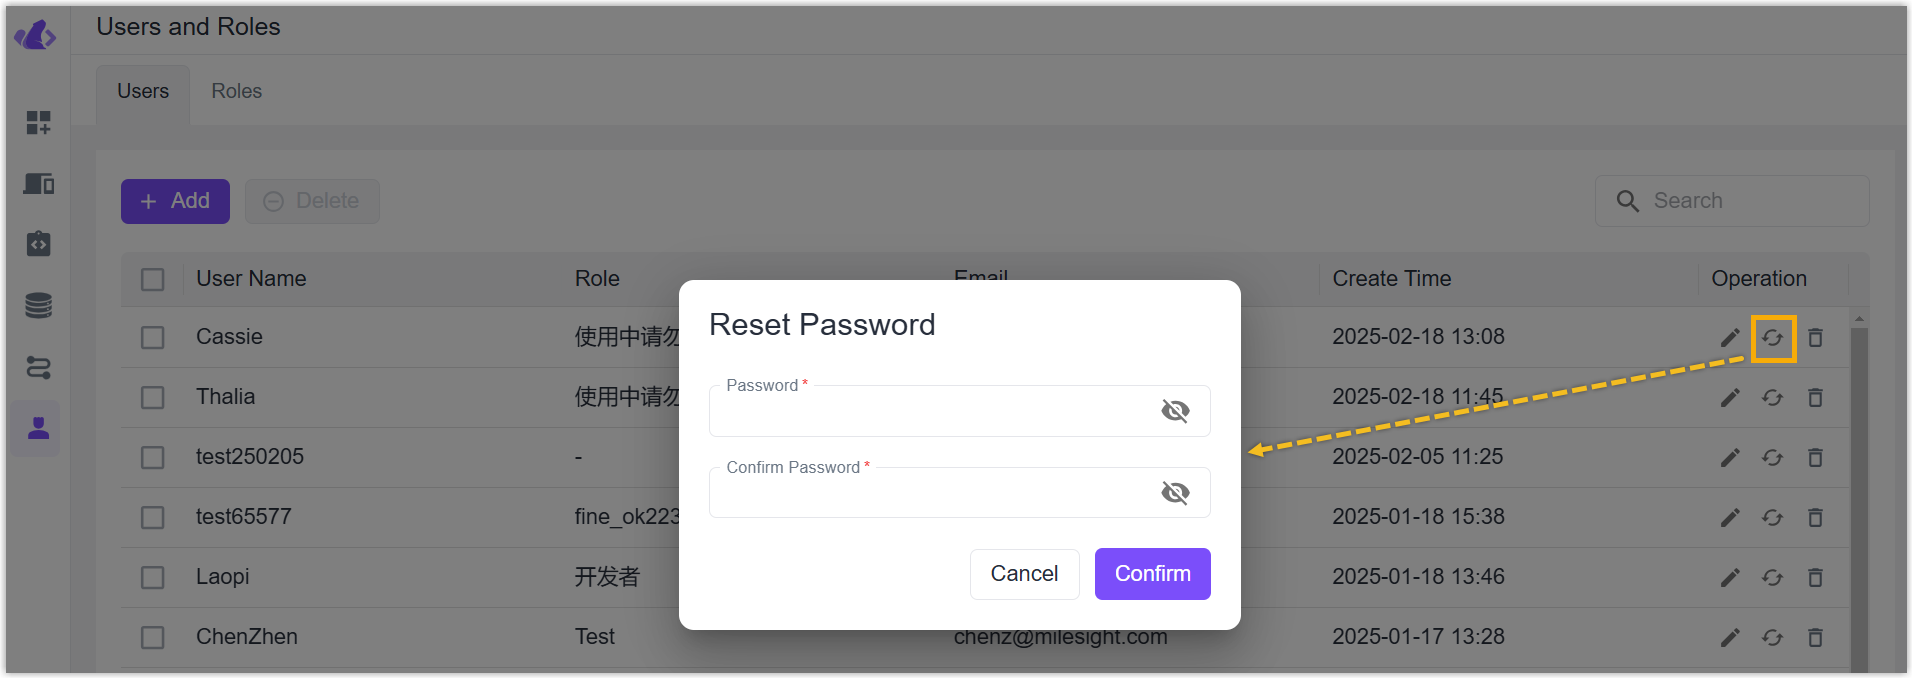 Users and Roles
Users Roles
Add Delete Search
User Name Role Email Create Time Operation
Cassie 使用中请勿 2025-02-18 13:08
Thalia 使用中请勿 2025-02-18 11:45
test250205 - 2025-02-05 11:25
test65577 fine_ok223 2025-01-18 15:38
Laopi 开发者 2025-01-18 13:46
ChenZhen Test chenz@milesight.com 2025-01-17 13:28
Reset Password
Password *
Confirm Password *
Cancel Confirm